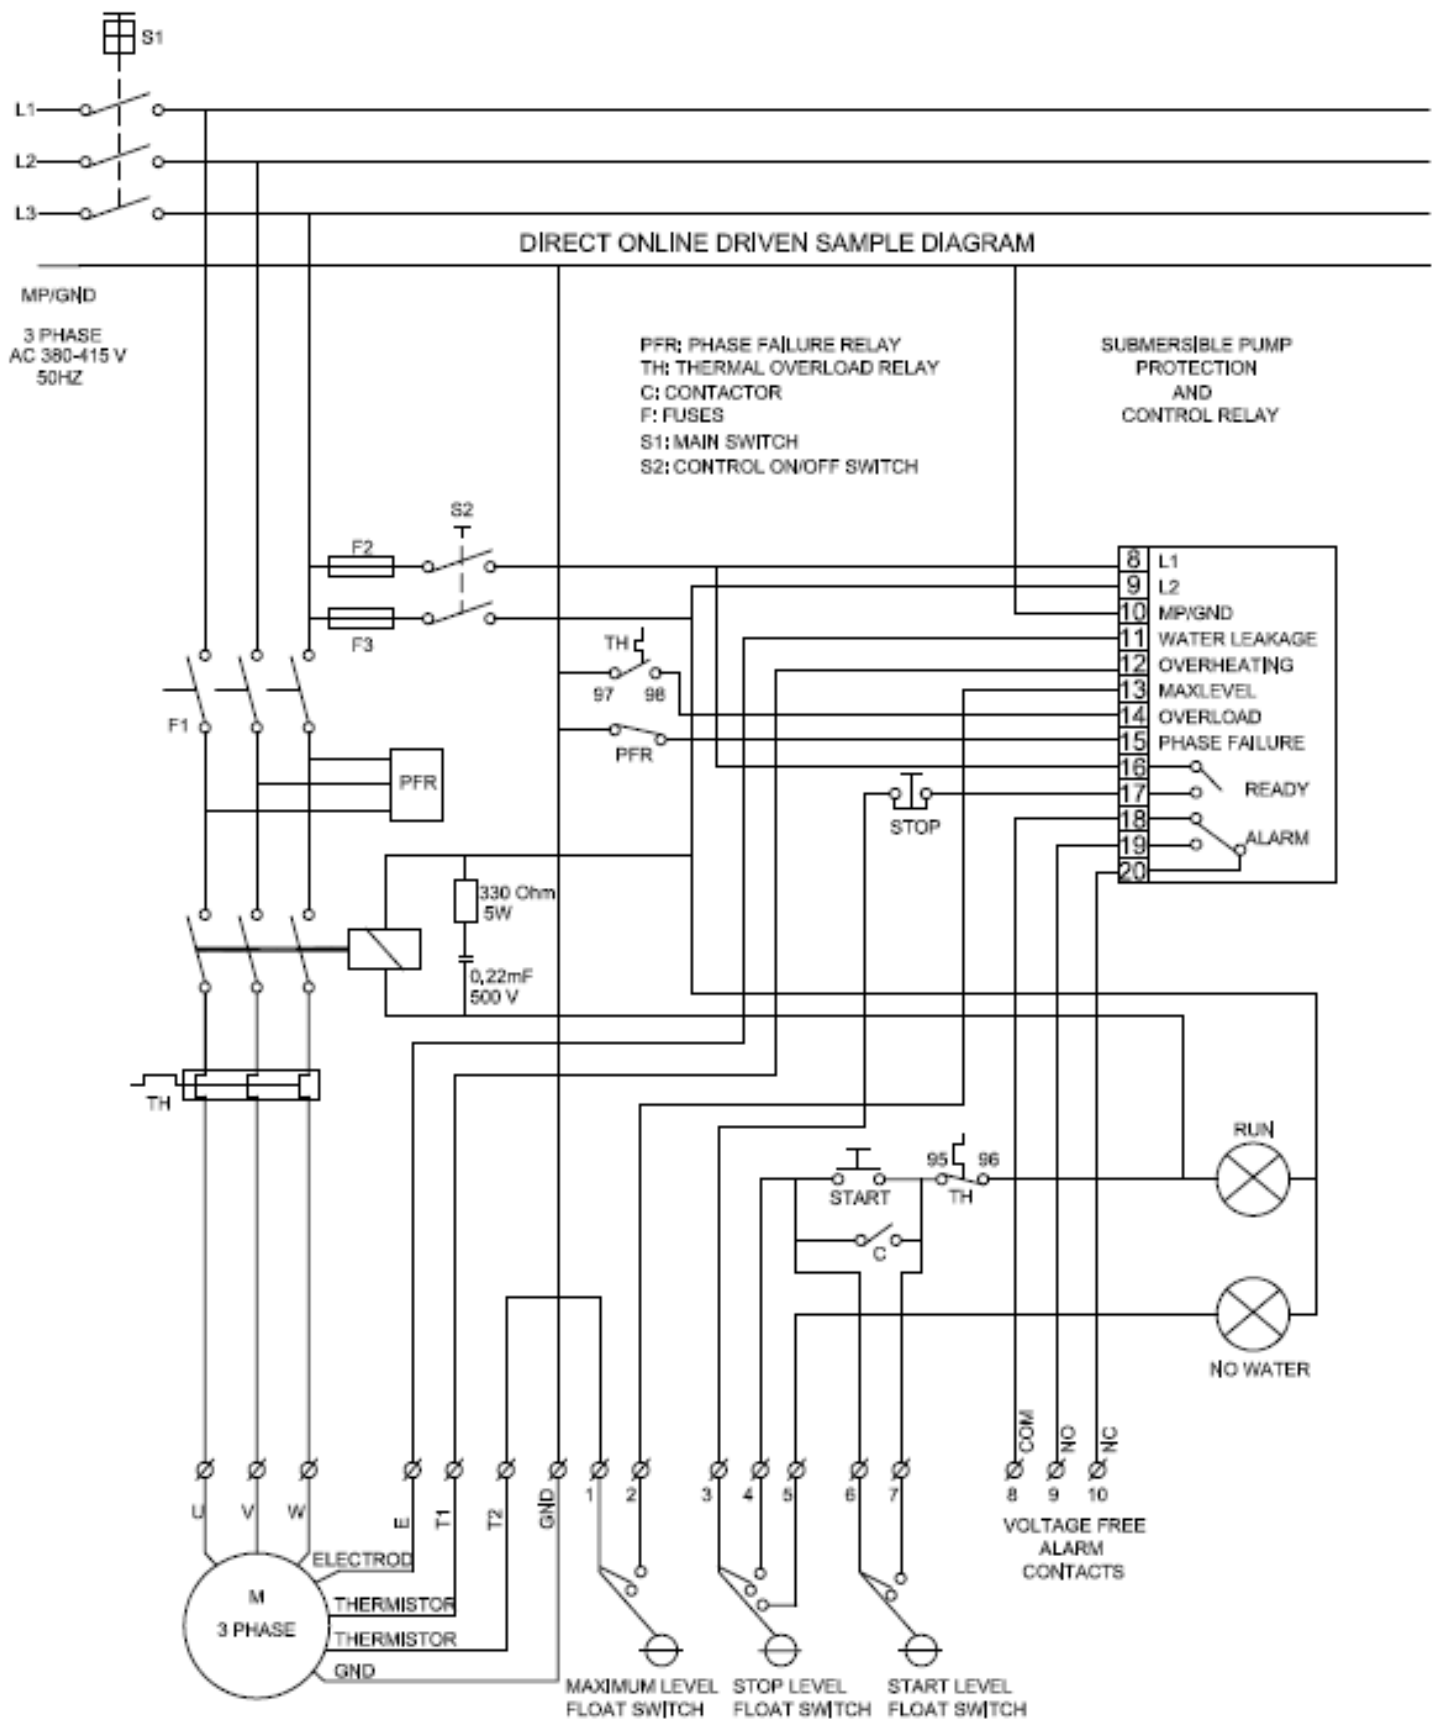 S1
L1
L2
L3
DIRECT ONLINE DRIVEN SAMPLE DIAGRAM
MP/GND
3 PHASE
AC 380-415 V
50HZ
PFR: PHASE FAILURE RELAY
TH: THERMAL OVERLOAD RELAY
C: CONTACTOR
F: FUSES
S1: MAIN SWITCH
S2: CONTROL ON/OFF SWITCH
SUBMERSIBLE PUMP
PROTECTION
AND
CONTROL RELAY
S2
F2
F3
8 L1
9 L2
10 MP/GND
11 WATER LEAKAGE
12 OVERHEATING
13 MAXLEVEL
14 OVERLOAD
15 PHASE FAILURE
16
17
READY
18
19
20
ALARM
TH
97 98
PFR
F1
PFR
STOP
330 Ohm
5W
0,22mF
500 V
TH
RUN
95 96
START
TH
C
NO WATER
COM
NO
NC
U
V
W
E
T1
T2
GND
1
2
3
4
5
6
7
8
9
10
VOLTAGE FREE
ALARM
CONTACTS
ELECTROD
M
3 PHASE
THERMISTOR
THERMISTOR
GND
MAXIMUM LEVEL
FLOAT SWITCH
STOP LEVEL
FLOAT SWITCH
START LEVEL
FLOAT SWITCH